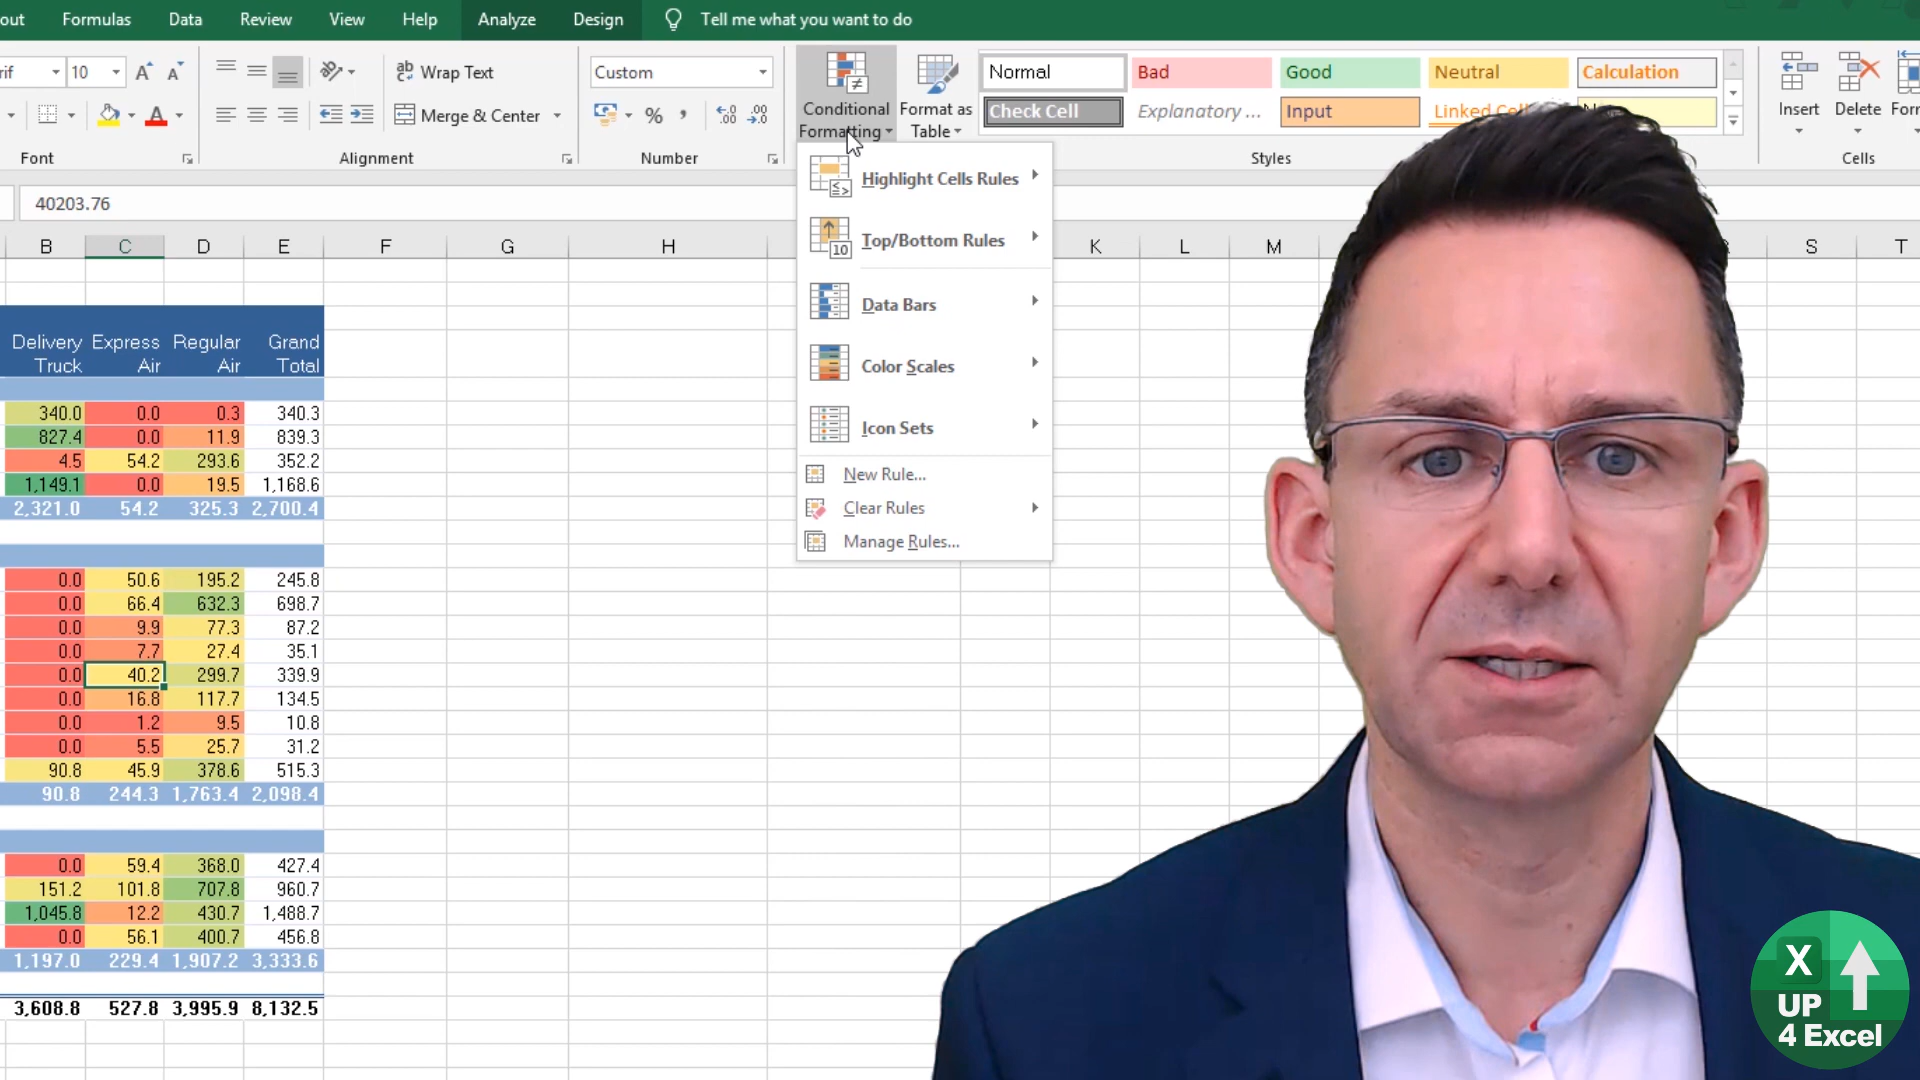 out Formulas Data Review View Help Analyze Design Tell me what you want to do
rif 10 A A ab Wrap Text Custom Normal Bad Good Neutral Calculation
Conditional Formatting Format as Table Check Cell Explanatory ... Input Linked Insert Delete
Merge & Center % ,
Font Alignment Number Styles Cells
40203.76
Highlight Cells Rules
Top/Bottom Rules
Data Bars
Color Scales
Icon Sets
New Rule...
Clear Rules
Manage Rules...
B C D E F G H K L M S T
Delivery Truck Express Air Regular Air Grand Total
340.0 0.0 0.3 340.3
827.4 0.0 11.9 839.3
4.5 54.2 293.6 352.2
1,149.1 0.0 19.5 1,168.6
2,321.0 54.2 325.3 2,700.4
0.0 50.6 195.2 245.8
0.0 66.4 632.3 698.7
0.0 9.9 77.3 87.2
0.0 7.7 27.4 35.1
0.0 40.2 299.7 339.9
0.0 16.8 117.7 134.5
0.0 1.2 9.5 10.8
0.0 5.5 25.7 31.2
90.8 45.9 378.6 515.3
90.8 244.3 1,763.4 2,098.4
0.0 59.4 368.0 427.4
151.2 101.8 707.8 960.7
1,045.8 12.2 430.7 1,488.7
0.0 56.1 400.7 456.8
1,197.0 229.4 1,907.2 3,333.6
3,608.8 527.8 3,995.9 8,132.5
X
UP
4 Excel